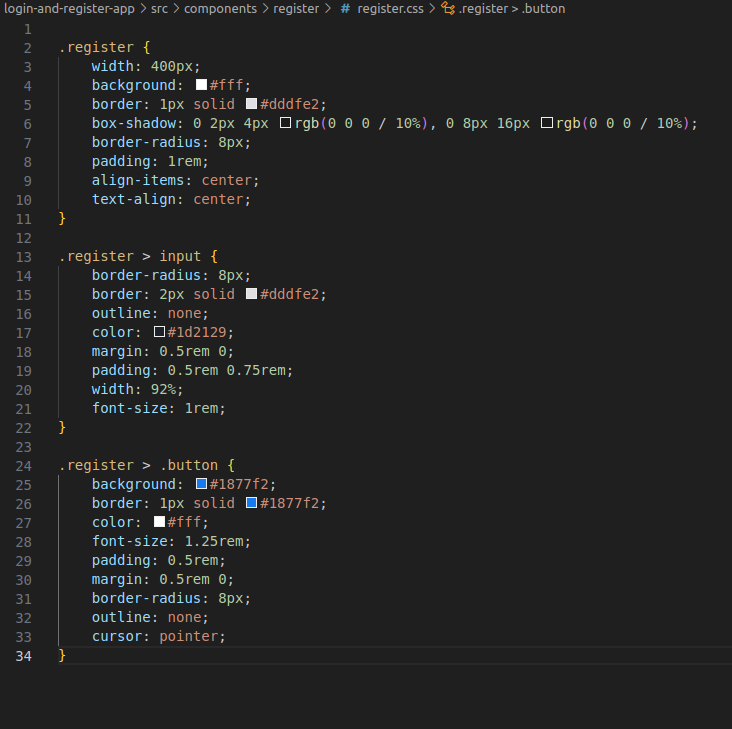 login-and-register-app > src > components > register > # register.css > .register > .button
1
2 .register {
3 width: 400px;
4 background: #fff;
5 border: 1px solid #dddfe2;
6 box-shadow: 0 2px 4px rgb(0 0 0 / 10%), 0 8px 16px rgb(0 0 0 / 10%);
7 border-radius: 8px;
8 padding: 1rem;
9 align-items: center;
10 text-align: center;
11 }
12
13 .register > input {
14 border-radius: 8px;
15 border: 2px solid #dddfe2;
16 outline: none;
17 color: #1d2129;
18 margin: 0.5rem 0;
19 padding: 0.5rem 0.75rem;
20 width: 92%;
21 font-size: 1rem;
22 }
23
24 .register > .button {
25 background: #1877f2;
26 border: 1px solid #1877f2;
27 color: #fff;
28 font-size: 1.25rem;
29 padding: 0.5rem;
30 margin: 0.5rem 0;
31 border-radius: 8px;
32 outline: none;
33 cursor: pointer;
34 }